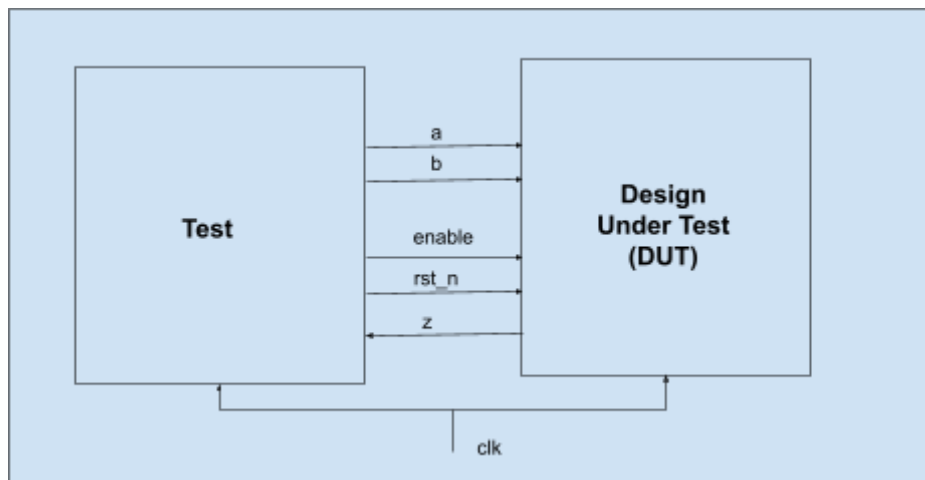 a
b
Test
Design
Under Test
(DUT)
enable
rst_n
z
clk